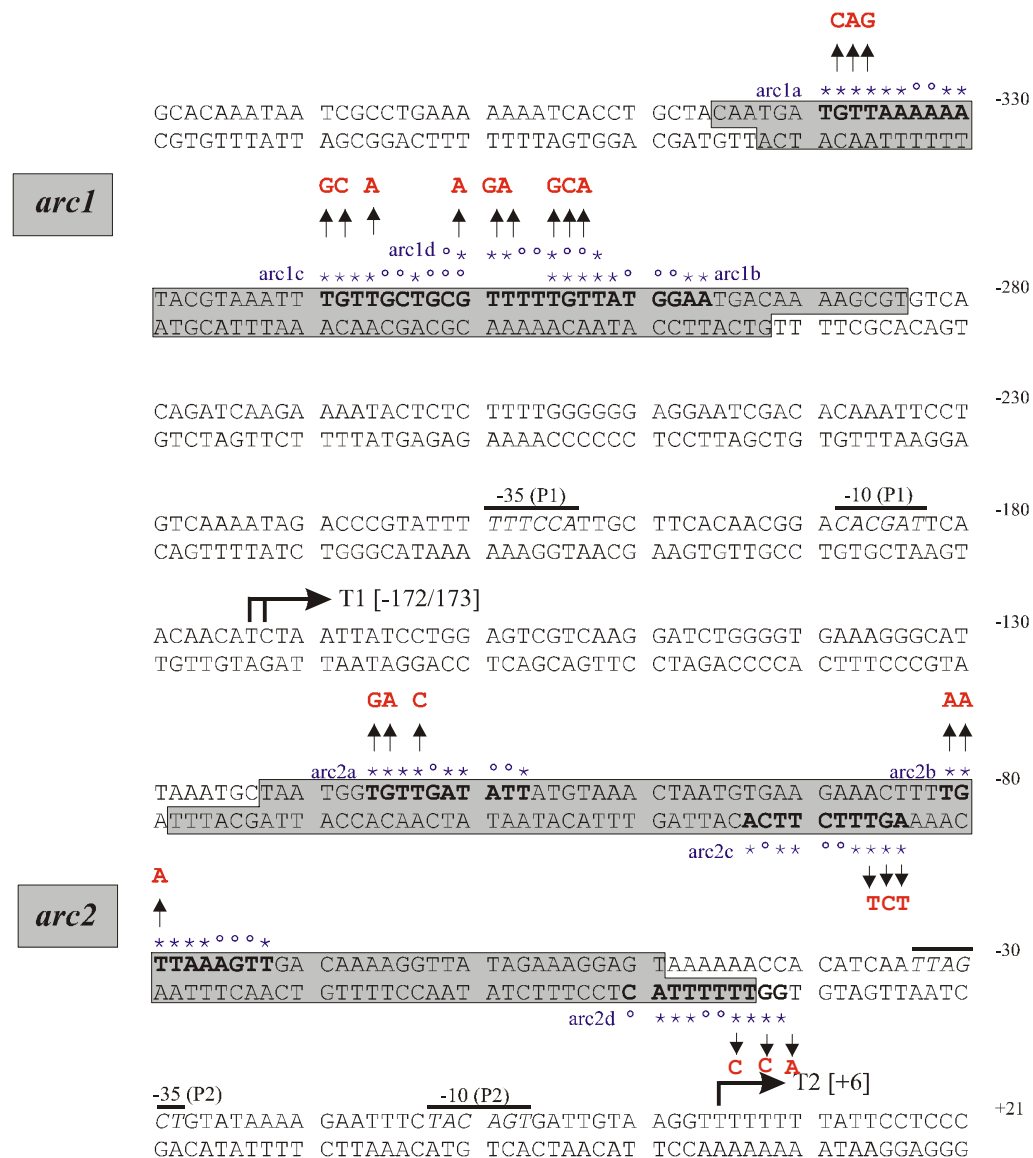 CAG
arc1a ******°°**
GCACAAATAA TCGCCTGAAA AAAATCACCT GCTACAATGA TGTTAAAAAA -330
CGTGTTTATT AGCGGACTTT TTTTAGTGGA CGATGTTACT ACAATTTTTT
arc1
GC A A GA GCA
arc1d °* **°°*°°*
arc1c ****°°*°°° *****° °°** arc1b
TACGTAAATT TGTTGCTGCG TTTTTGTTAT GGAATGACAA AAGCGTGTCA -280
ATGCATTTAA ACAACGACGC AAAAACAATA CCTTACTGTT TTCGCACAGT
CAGATCAAGA AAATACTCTC TTTTGGGGGG AGGAATCGAC ACAAATTCCT -230
GTCTAGTTCT TTTATGAGAG AAAACCCCCC TCCTTAGCTG TGTTTAAGGA
-35 (P1) -10 (P1)
GTCAAAATAG ACCCGTATTT TTTCCATTGC TTCACAACGG ACACGATTCA -180
CAGTTTTATC TGGGCATAAA AAAGGTAACG AAGTGTTGCC TGTGCTAAGT
T1 [-172/173]
ACAACATCTA ATTATCCTGG AGTCGTCAAG GATCTGGGGT GAAAGGGCAT -130
TGTTGTAGAT TAATAGGACC TCAGCAGTTC CTAGACCCCA CTTTCCCGTA
GA C AA
arc2a ****°** °°* arc2b **
TAAATGCTAA TGGTGTTGAT ATTATGTAAA CTAATGTGAA GAAACTTTTG -80
ATTTACGATT ACCACAACTA TAATACATTT GATTACACTT CTTTGAAAAC
arc2c *°** °°****
TCT
A
arc2
****°°°*
TTAAAGTTGA CAAAAGGTTA TAGAAAGGAG TAAAAAACCA CATCAATTAG -30
AATTTCAACT GTTTTCCAAT ATCTTTCCTC ATTTTTTGGT GTAGTTAATC
arc2d ° ***°°****
C C A
-35 (P2) -10 (P2) T2 [+6]
CTGTATAAAA GAATTTCTAC AGTGATTGTA AGGTTTTTTT TATTCCTCCC +21
GACATATTTT CTTAAACATG TCACTAACAT TCCAAAAAAA ATAAGGAGGG